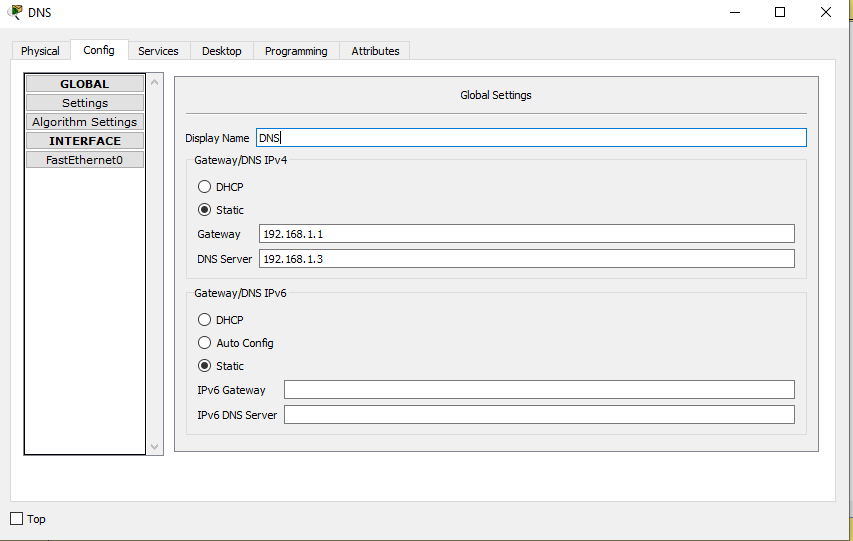 DNS
Physical Config Services Desktop Programming Attributes
GLOBAL
Settings
Algorithm Settings
INTERFACE
FastEthernet0
Global Settings
Display Name DNS
Gateway/DNS IPv4
DHCP
Static
Gateway 192.168.1.1
DNS Server 192.168.1.3
Gateway/DNS IPv6
DHCP
Auto Config
Static
IPv6 Gateway
IPv6 DNS Server
Top